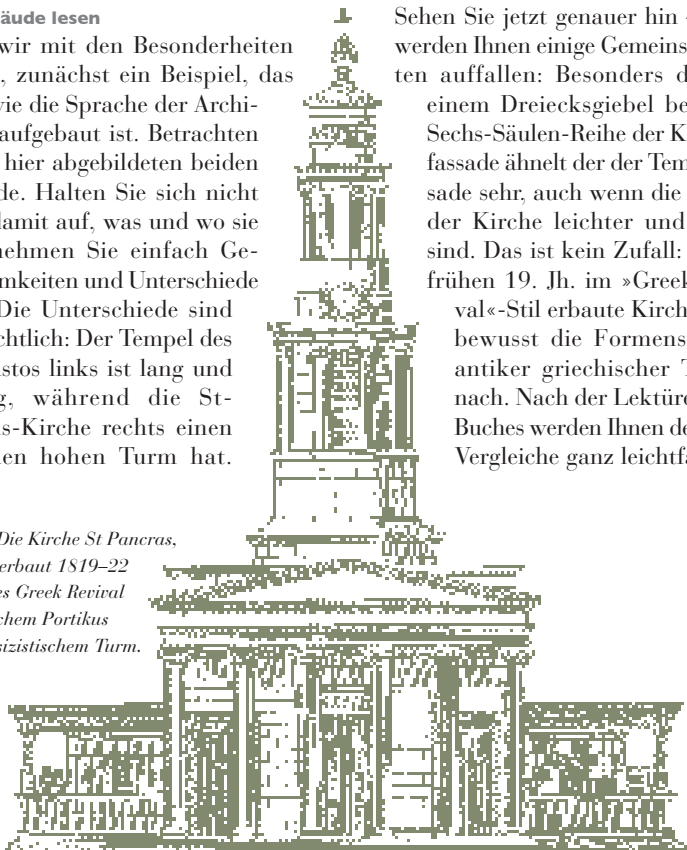 äude lesen
wir mit den Besonderheiten
, zunächst ein Beispiel, das
wie die Sprache der Archi-
aufgebaut ist. Betrachten
hier abgebildeten beiden
de. Halten Sie sich nicht
damit auf, was und wo sie
nehmen Sie einfach Ge-
mkeiten und Unterschiede
Die Unterschiede sind
chtlich: Der Tempel des
stos links ist lang und
g, während die St-
s-Kirche rechts einen
en hohen Turm hat.
Die Kirche St Pancras,
erbaut 1819–22
es Greek Revival
chem Portikus
sizistischem Turm.
Sehen Sie jetzt genauer hin
werden Ihnen einige Gemeins
ten auffallen: Besonders d
einem Dreiecksgiebel be
Sechs-Säulen-Reihe der K
fassade ähnelt der der Tem
sade sehr, auch wenn die
der Kirche leichter und
sind. Das ist kein Zufall:
frühen 19. Jh. im »Greek
val«-Stil erbaute Kirch
bewusst die Formens
antiker griechischer T
nach. Nach der Lektüre
Buches werden Ihnen de
Vergleiche ganz leichtfa